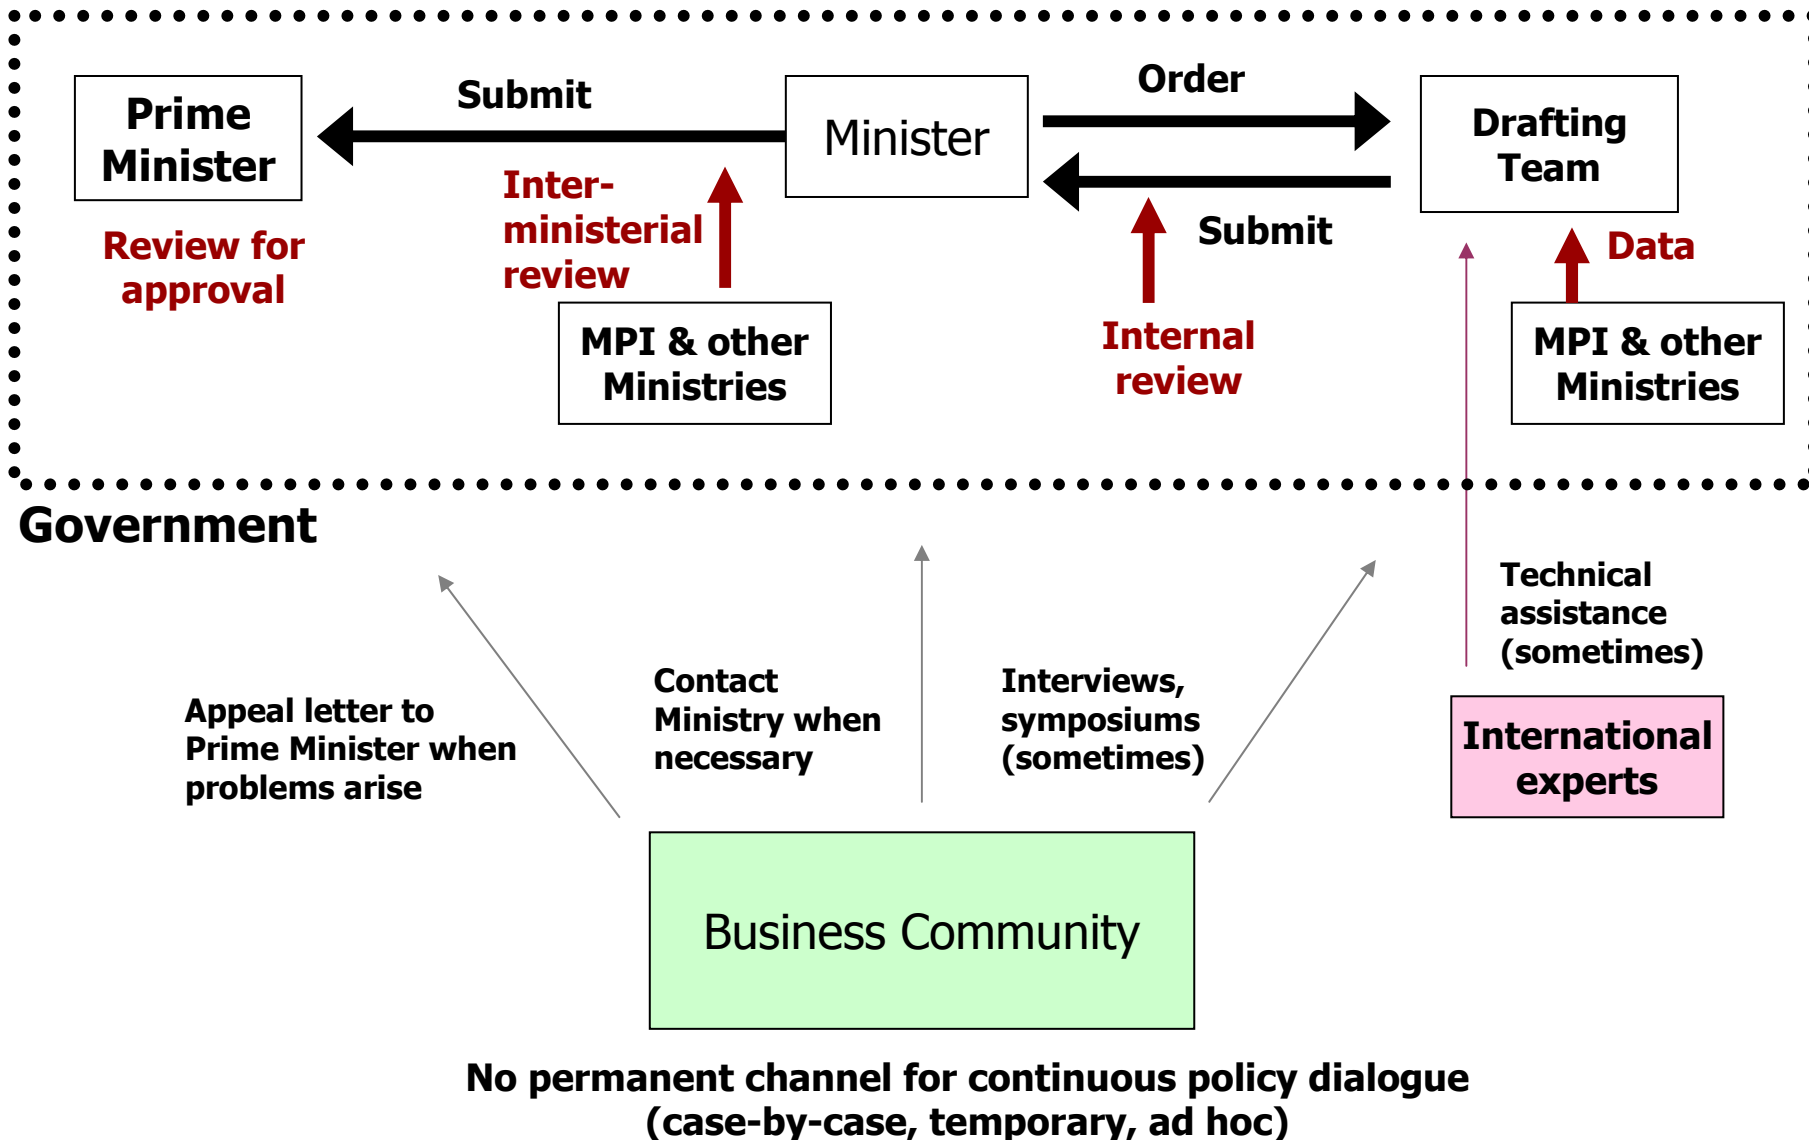 Prime
Minister
Submit
Minister
Order
Drafting
Team
Review for
approval
Inter-
ministerial
review
Submit
Data
MPI & other
Ministries
Internal
review
MPI & other
Ministries
Government
Technical
assistance
(sometimes)
Appeal letter to
Prime Minister when
problems arise
Contact
Ministry when
necessary
Interviews,
symposiums
(sometimes)
International
experts
Business Community
No permanent channel for continuous policy dialogue
(case-by-case, temporary, ad hoc)